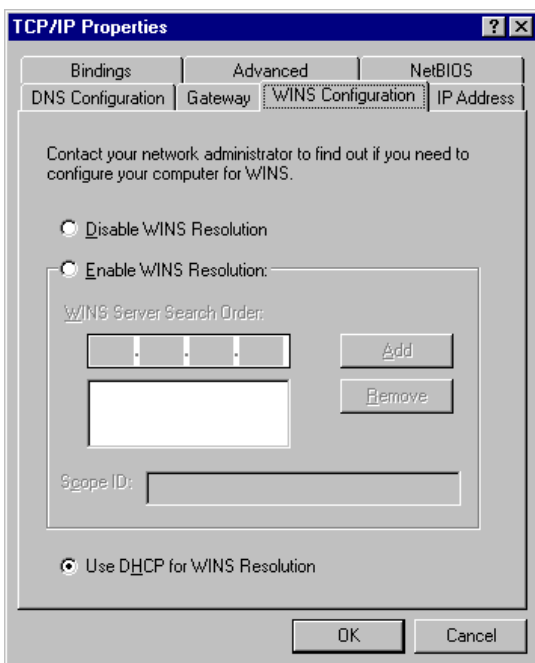 TCP/IP Properties
Bindings
Advanced
NetBIOS
DNS Configuration
Gateway
WINS Configuration
IP Address
Contact your network administrator to find out if you need to
configure your computer for WINS.
Disable WINS Resolution
Enable WINS Resolution:
WINS Server Search Order:
Add
Remove
Scope ID:
Use DHCP for WINS Resolution
OK
Cancel